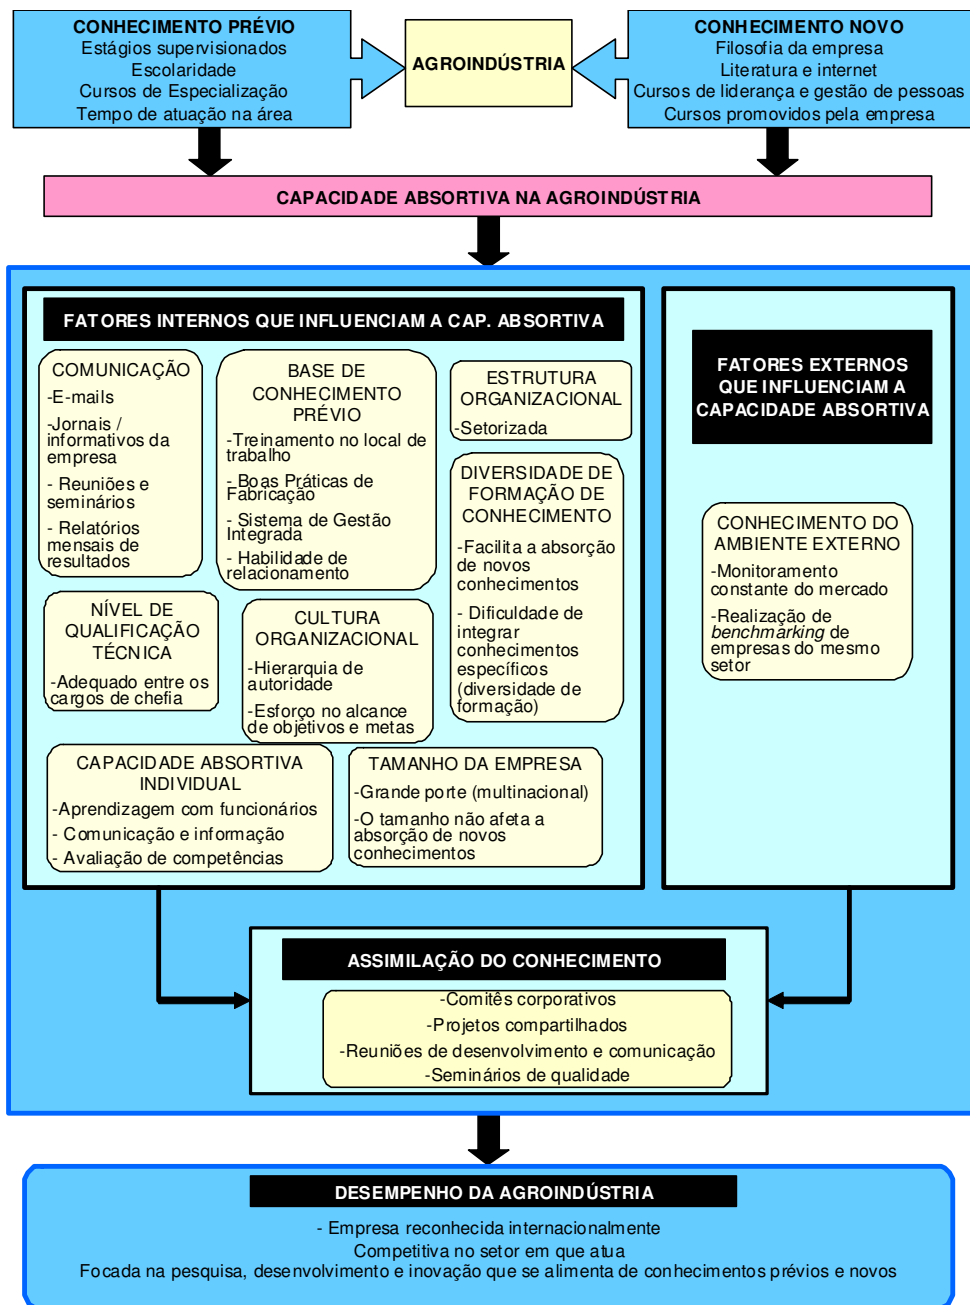 CONHECIMENTO PRÉVIO
Estágios supervisionados
Escolaridade
Cursos de Especialização
Tempo de atuação na área
AGROINDÚSTRIA
CONHECIMENTO NOVO
Filosofia da empresa
Literatura e internet
Cursos de liderança e gestão de pessoas
Cursos promovidos pela empresa
CAPACIDADE ABSORTIVA NA AGROINDÚSTRIA
FATORES INTERNOS QUE INFLUENCIAM A CAP. ABSORTIVA
COMUNICAÇÃO
-E-mails
-Jornais /
informativos da
empresa
- Reuniões e
seminários
- Relatórios
mensais de
resultados
BASE DE
CONHECIMENTO
PRÉVIO
-Treinamento no local de
trabalho
- Boas Práticas de
Fabricação
- Sistema de Gestão
Integrada
- Habilidade de
relacionamento
ESTRUTURA
ORGANIZACIONAL
-Setorizada
DIVERSIDADE DE
FORMAÇÃO DE
CONHECIMENTO
- Facilita a absorção
de novos
conhecimentos
- Dificuldade de
integrar
conhecimentos
específicos
(diversidade de
formação)
NÍVEL DE
QUALIFICAÇÃO
TÉCNICA
-Adequado entre os
cargos de chefia
CULTURA
ORGANIZACIONAL
-Hierarquia de
autoridade
-Esforço no alcance
de objetivos e metas
CAPACIDADE ABSORTIVA
INDIVIDUAL
-Aprendizagem com funcionários
- Comunicação e informação
- Avaliação de competências
TAMANHO DA EMPRESA
-Grande porte (multinacional)
-O tamanho não afeta a
absorção de novos
conhecimentos
FATORES EXTERNOS
QUE INFLUENCIAM A
CAPACIDADE ABSORTIVA
CONHECIMENTO DO
AMBIENTE EXTERNO
- Monitoramento
constante do mercado
-Realização de
benchmarking de
empresas do mesmo
setor
ASSIMILAÇÃO DO CONHECIMENTO
-Comitês corporativos
-Projetos compartilhados
-Reuniões de desenvolvimento e comunicação
-Seminários de qualidade
DESEMPENHO DA AGROINDÚSTRIA
- Empresa reconhecida internacionalmente
Competitiva no setor em que atua
Focada na pesquisa, desenvolvimento e inovação que se alimenta de conhecimentos prévios e novos